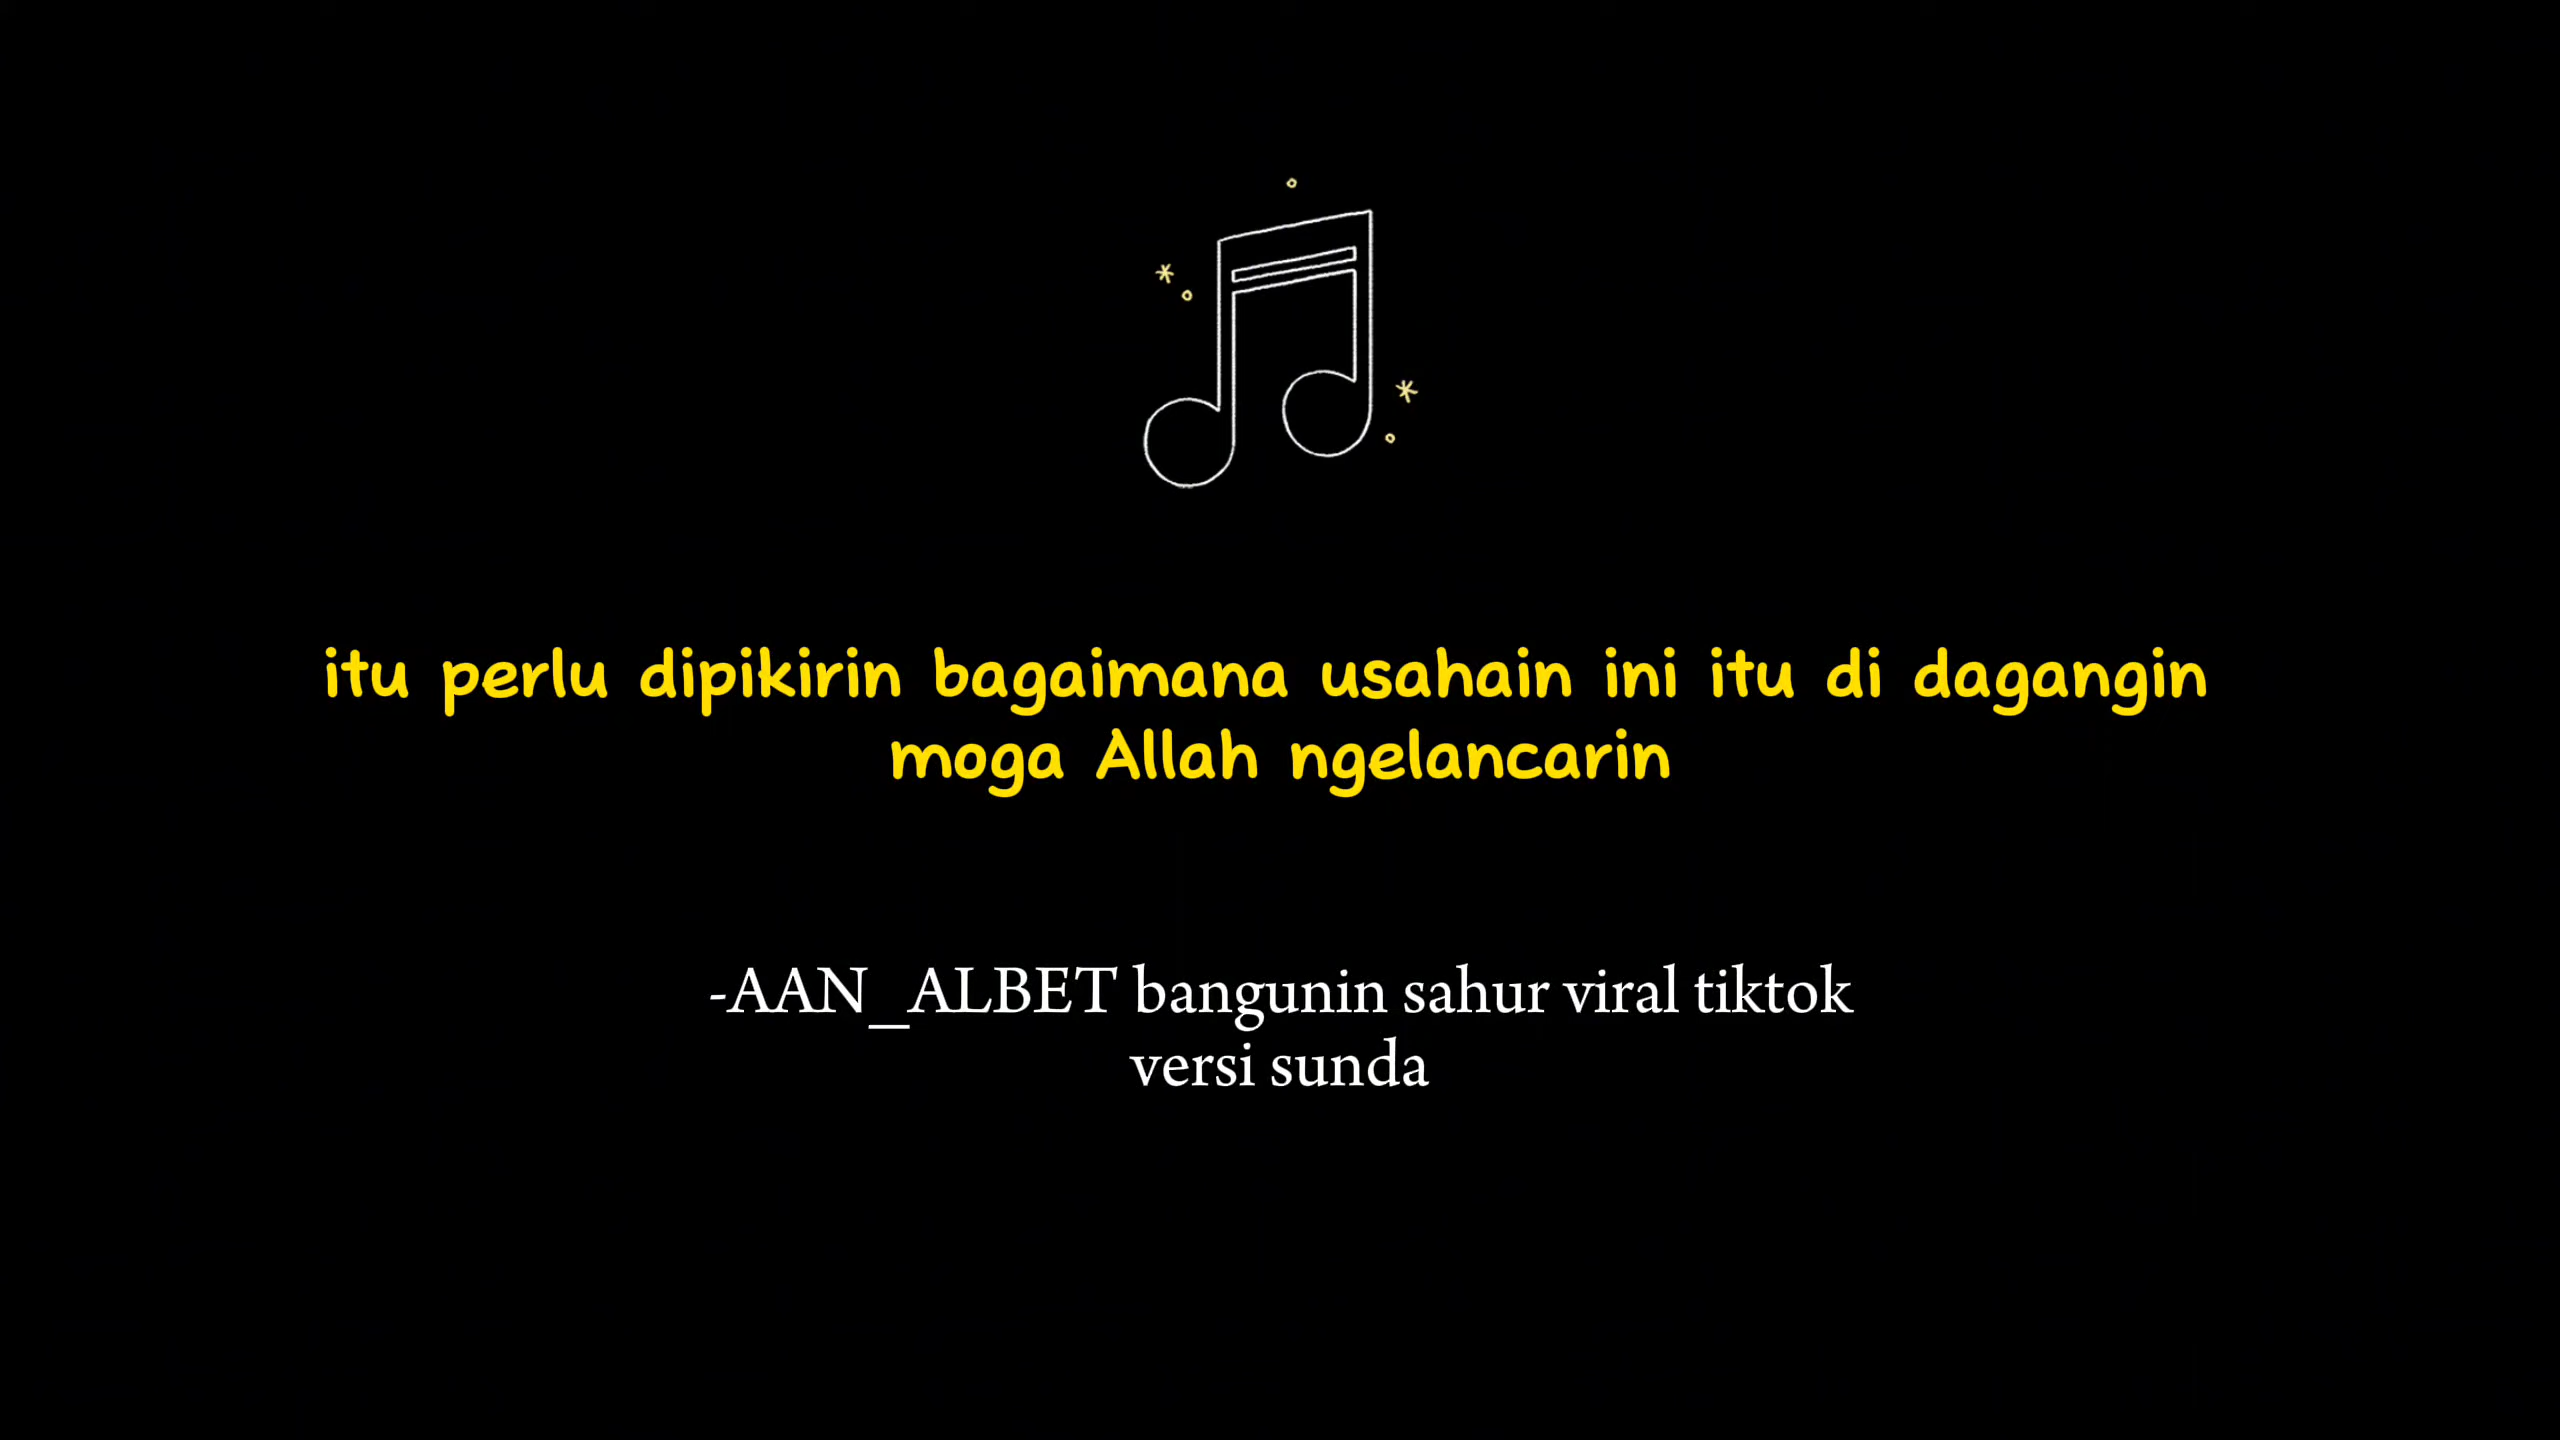 itu perlu dipikirin bagaimana usahain ini itu di dagangin
moga Allah ngelancarin
-AAN_ALBET bangunin sahur viral tiktok
versi sunda